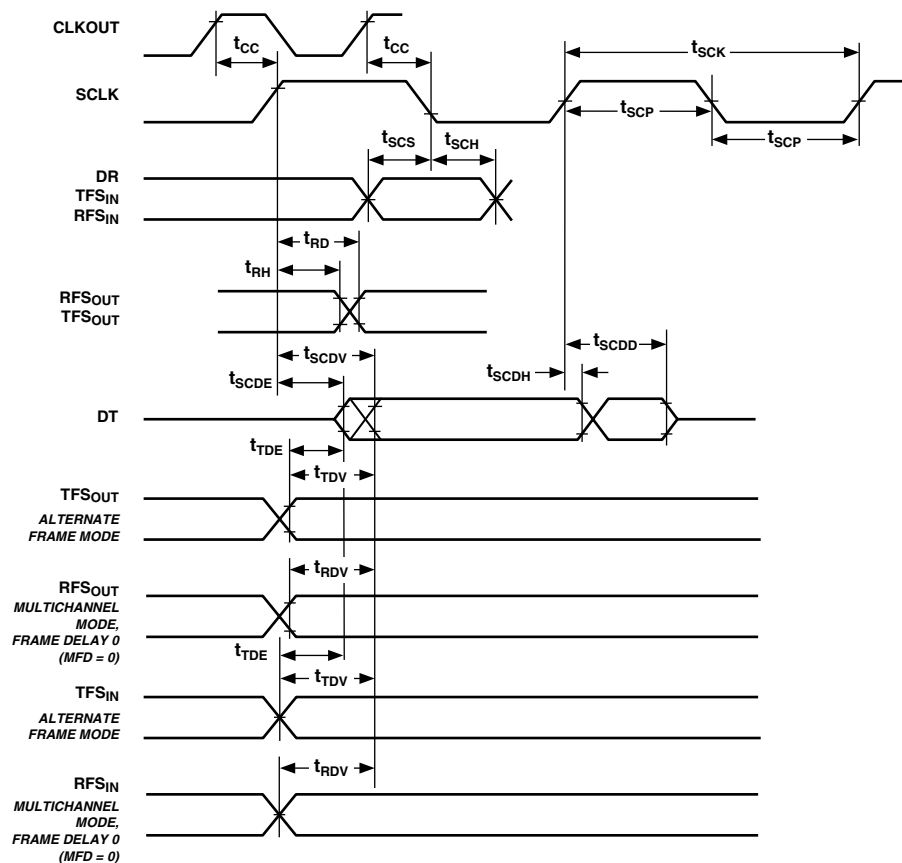 CLKOUT
tCC
tCC
tSCK
SCLK
tSCP
tSCP
tSCS
tSCH
DR
TFSIN
RFSIN
tRD
tRH
RFSOUT
TFSOUT
tSCDV
tSCDD
tSCDE
tSCDH
DT
tTDE
tTDV
TFSOUT
ALTERNATE
FRAME MODE
tRDV
RFSOUT
MULTICHANNEL
MODE,
FRAME DELAY 0
(MFD = 0)
tTDE
tTDV
TFSIN
ALTERNATE
FRAME MODE
tRDV
RFSIN
MULTICHANNEL
MODE,
FRAME DELAY 0
(MFD = 0)